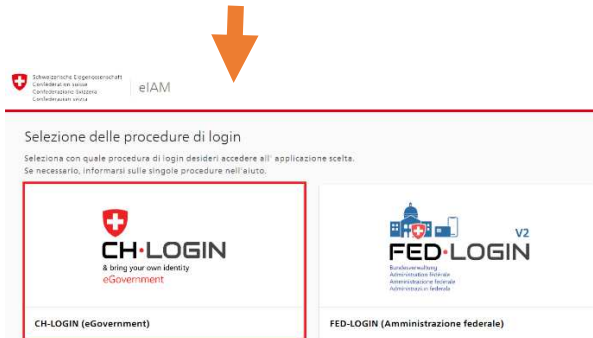 Schweizerische Eidgenossenschaft
Confédération suisse
Confederazione Svizzera
Confederaziun svizra
eIAM
Selezione delle procedure di login
Seleziona con quale procedura di login desideri accedere all' applicazione scelta.
Se necessario, informarsi sulle singole procedure nell'aiuto.
CH·LOGIN
& bring your own identity
eGovernment
V2
FED·LOGIN
Bundesverwaltung
Administration fédérale
Amministrazione federale
Administraziun federala
CH-LOGIN (eGovernment)
FED-LOGIN (Amministrazione federale)